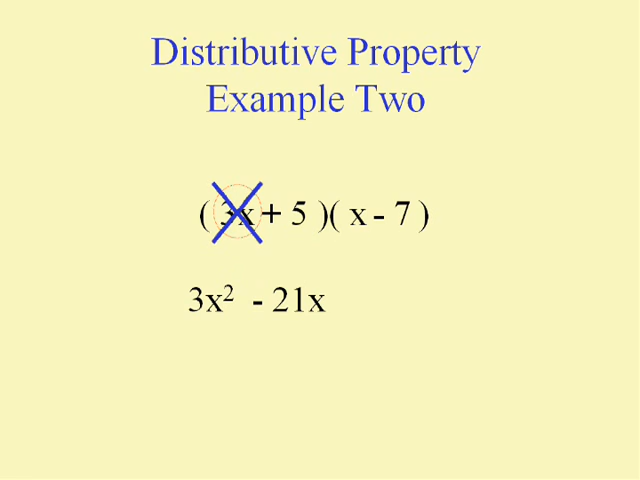 Distributive Property
Example Two
( 3x + 5 )( x - 7 )
3x² - 21x